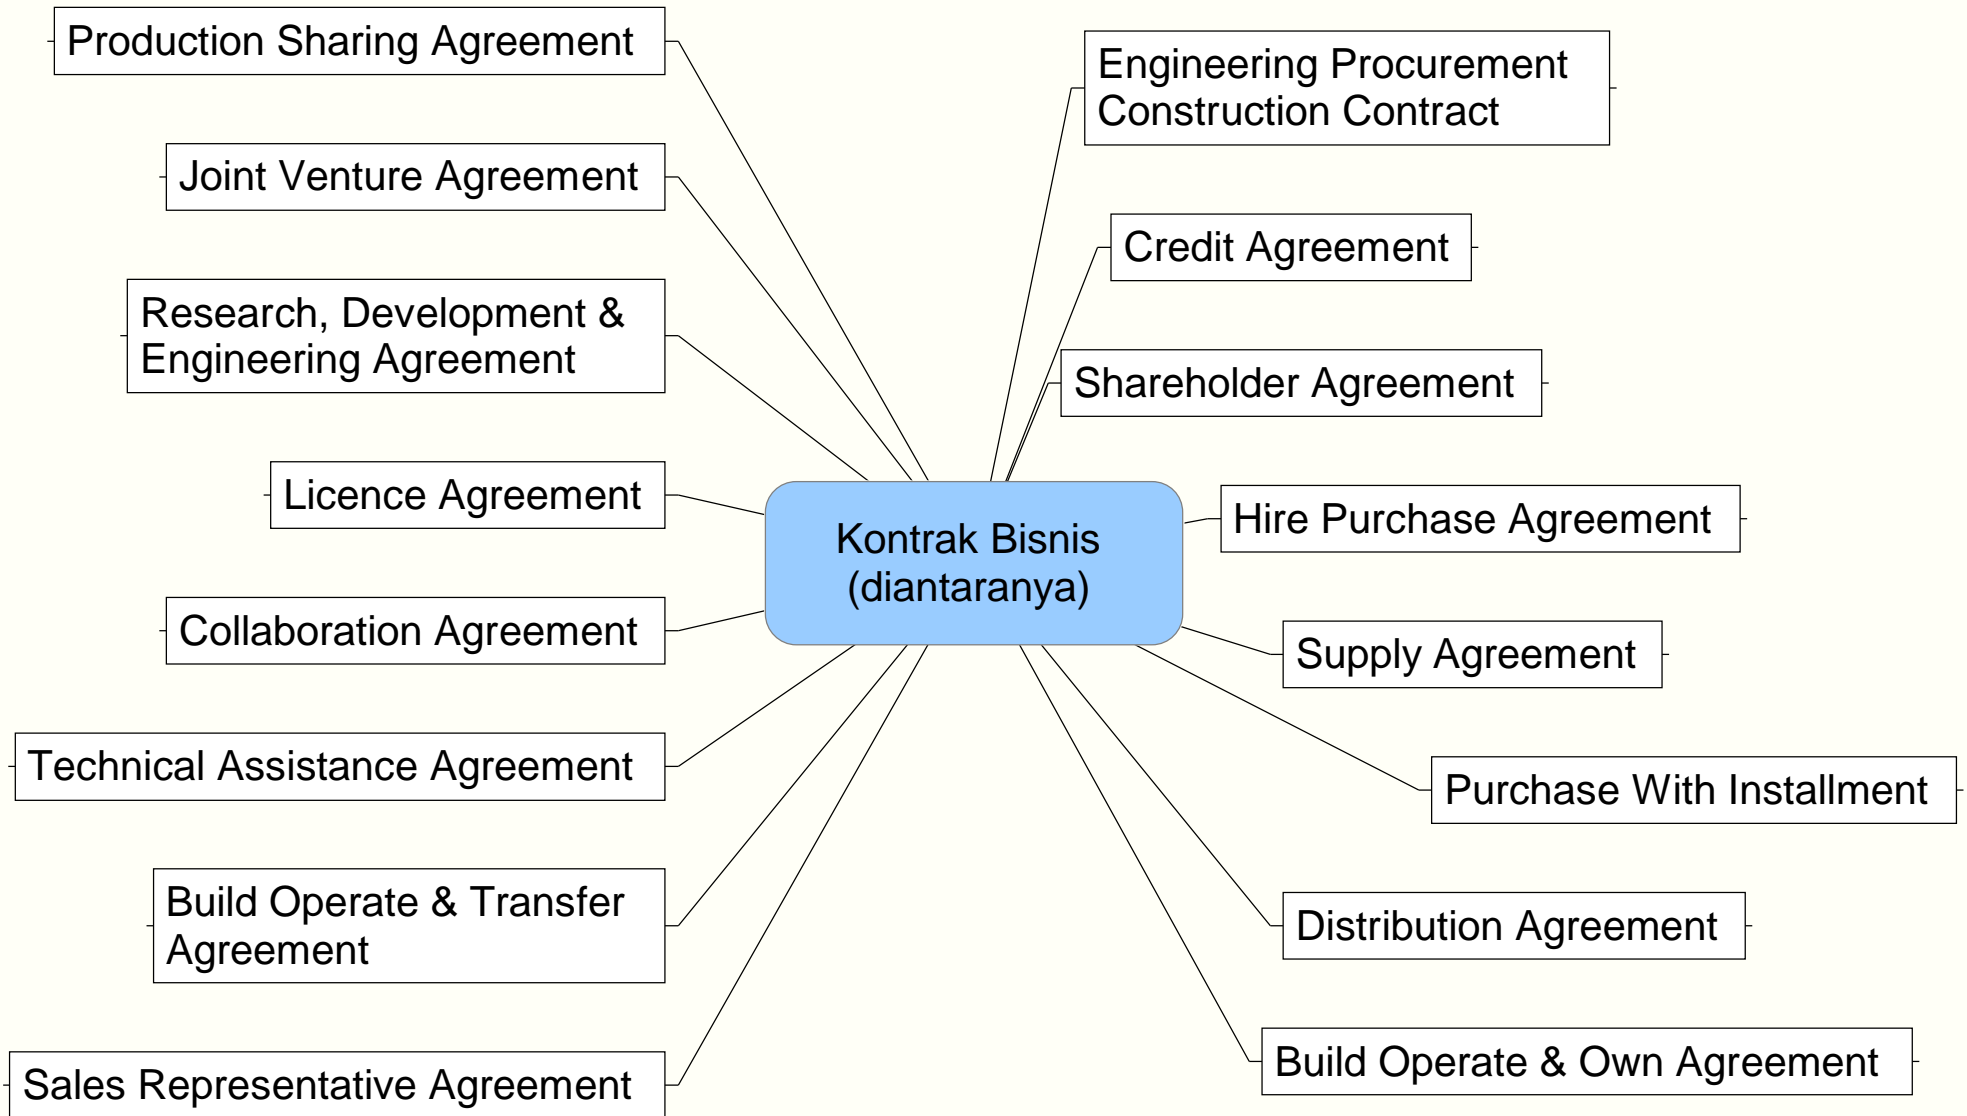 Production Sharing Agreement
Joint Venture Agreement
Research, Development &
Engineering Agreement
Licence Agreement
Collaboration Agreement
Technical Assistance Agreement
Build Operate & Transfer
Agreement
Sales Representative Agreement
Kontrak Bisnis
(diantaranya)
Engineering Procurement
Construction Contract
Credit Agreement
Shareholder Agreement
Hire Purchase Agreement
Supply Agreement
Purchase With Installment
Distribution Agreement
Build Operate & Own Agreement